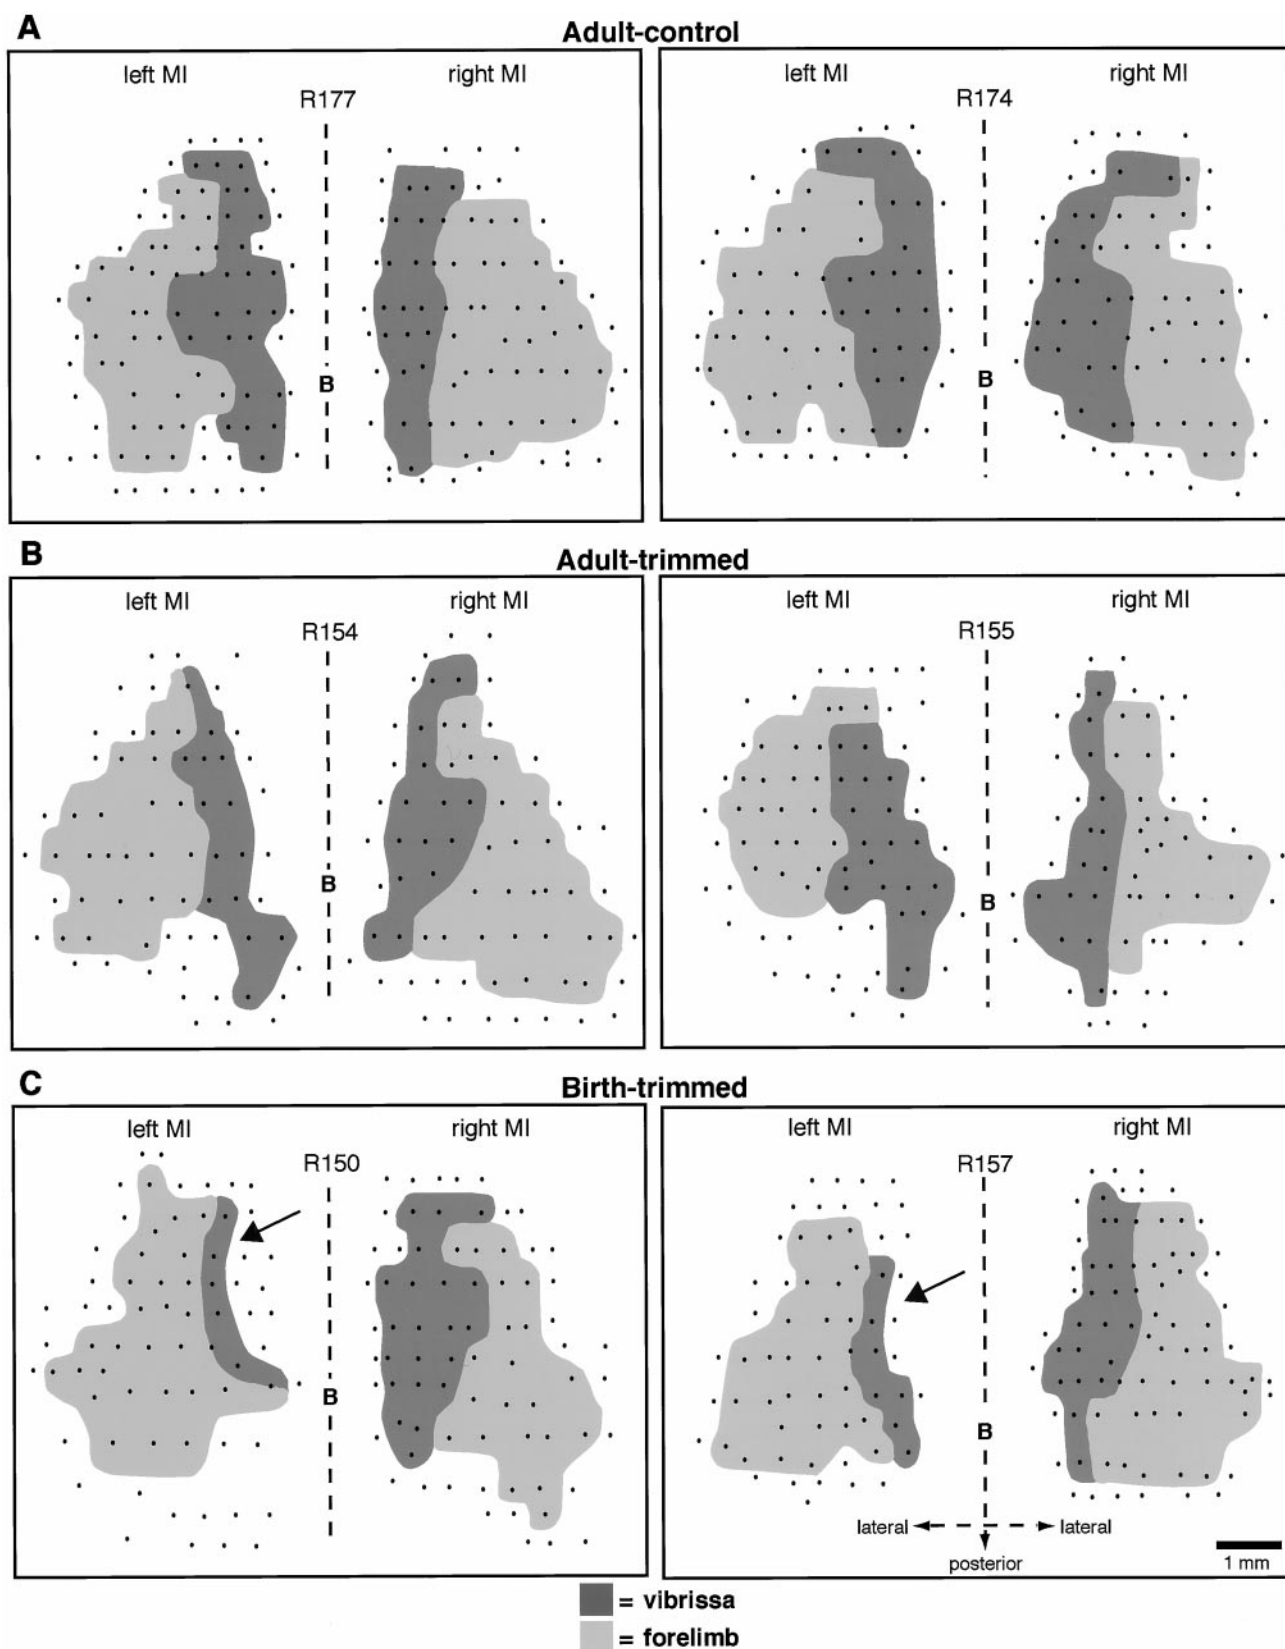 A
Adult-control
left MI
right MI
R177
B
left MI
right MI
R174
B
B
Adult-trimmed
left MI
right MI
R154
B
left MI
right MI
R155
B
C
Birth-trimmed
left MI
right MI
R150
B
left MI
right MI
R157
B
lateral lateral
posterior
1 mm
= vibrissa
= forelimb